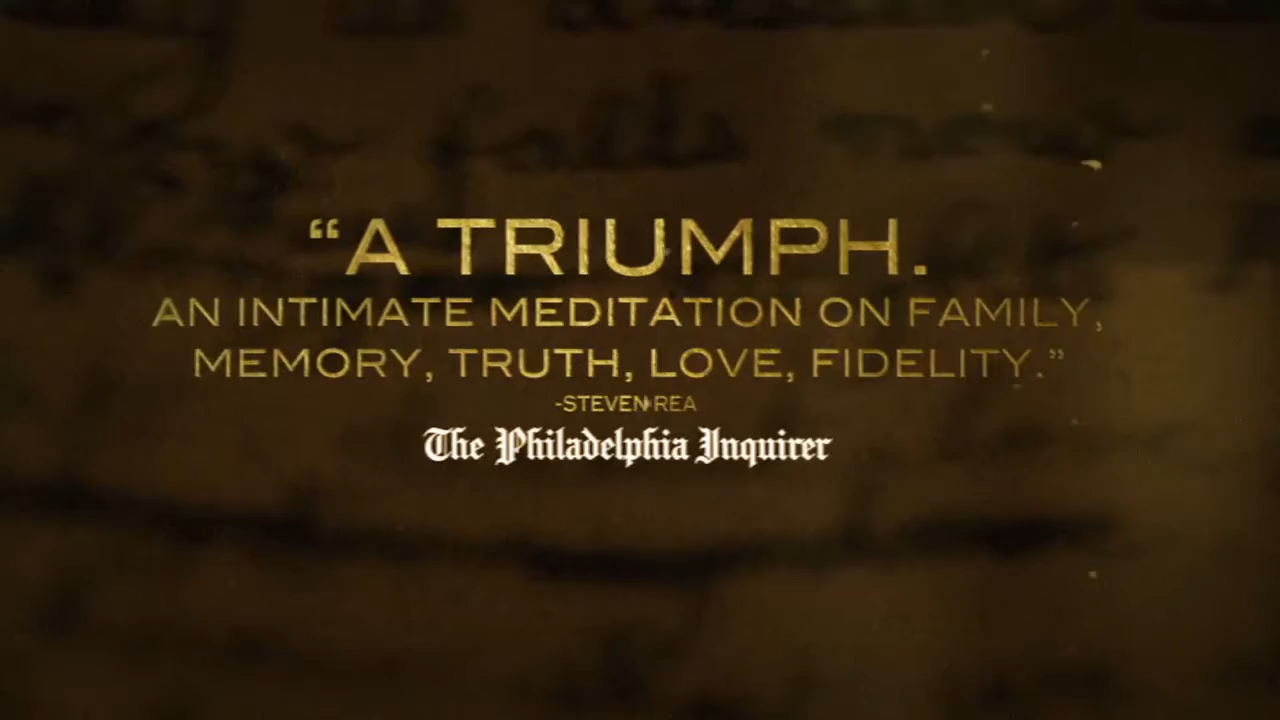 “A TRIUMPH.
AN INTIMATE MEDITATION ON FAMILY,
MEMORY, TRUTH, LOVE, FIDELITY.”
-STEVEN REA
The Philadelphia Inquirer